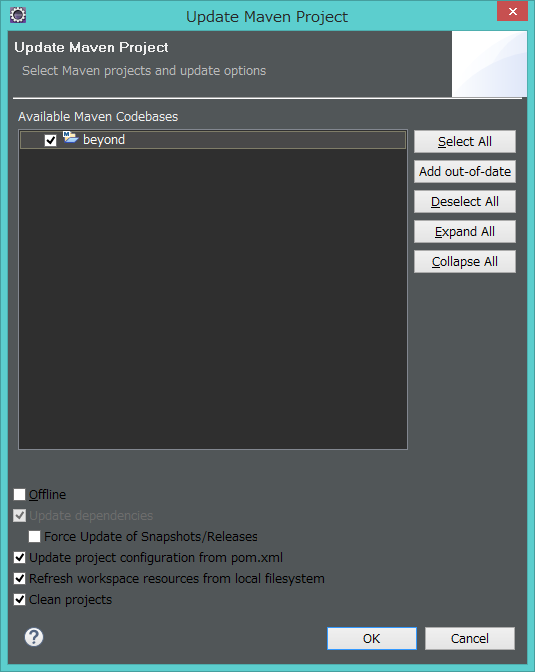 Update Maven Project
Update Maven Project
Select Maven projects and update options
Available Maven Codebases
beyond
Select All
Add out-of-date
Deselect All
Expand All
Collapse All
Offline
Update dependencies
Force Update of Snapshots/Releases
Update project configuration from pom.xml
Refresh workspace resources from local filesystem
Clean projects
OK
Cancel